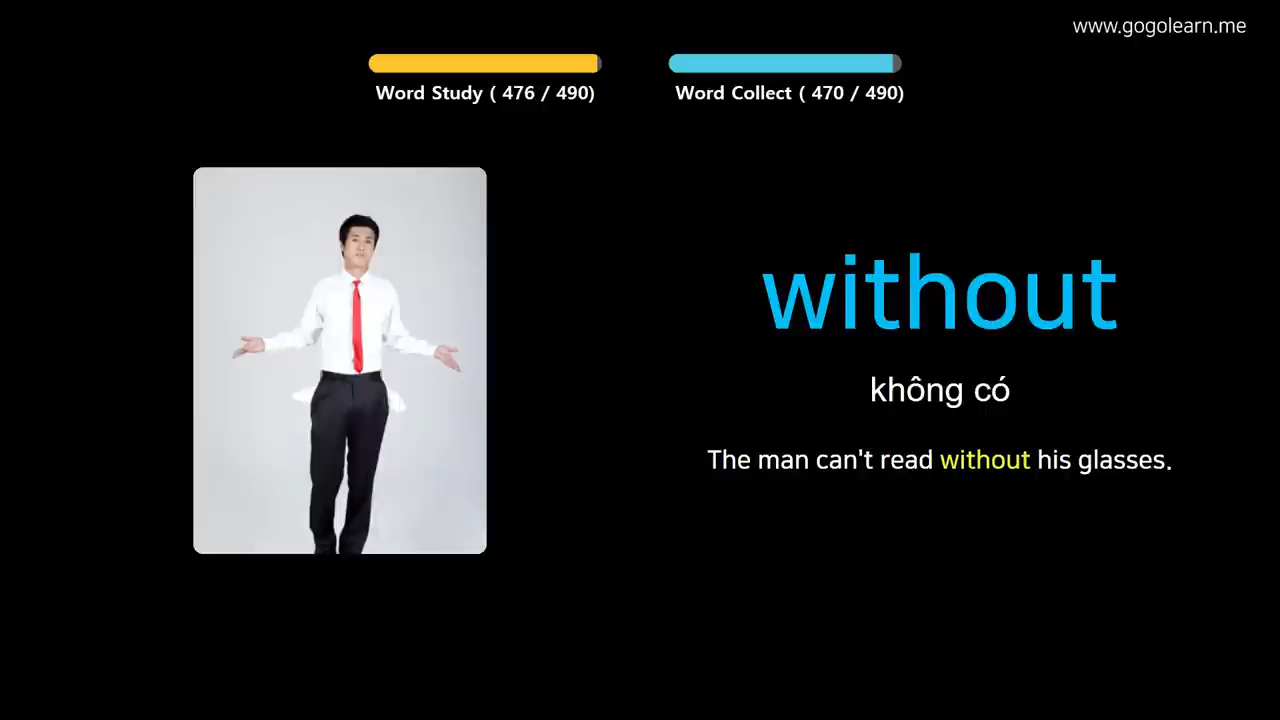 www.gogolearn.me
Word Study ( 476 / 490)
Word Collect ( 470 / 490)
without
không có
The man can't read without his glasses.